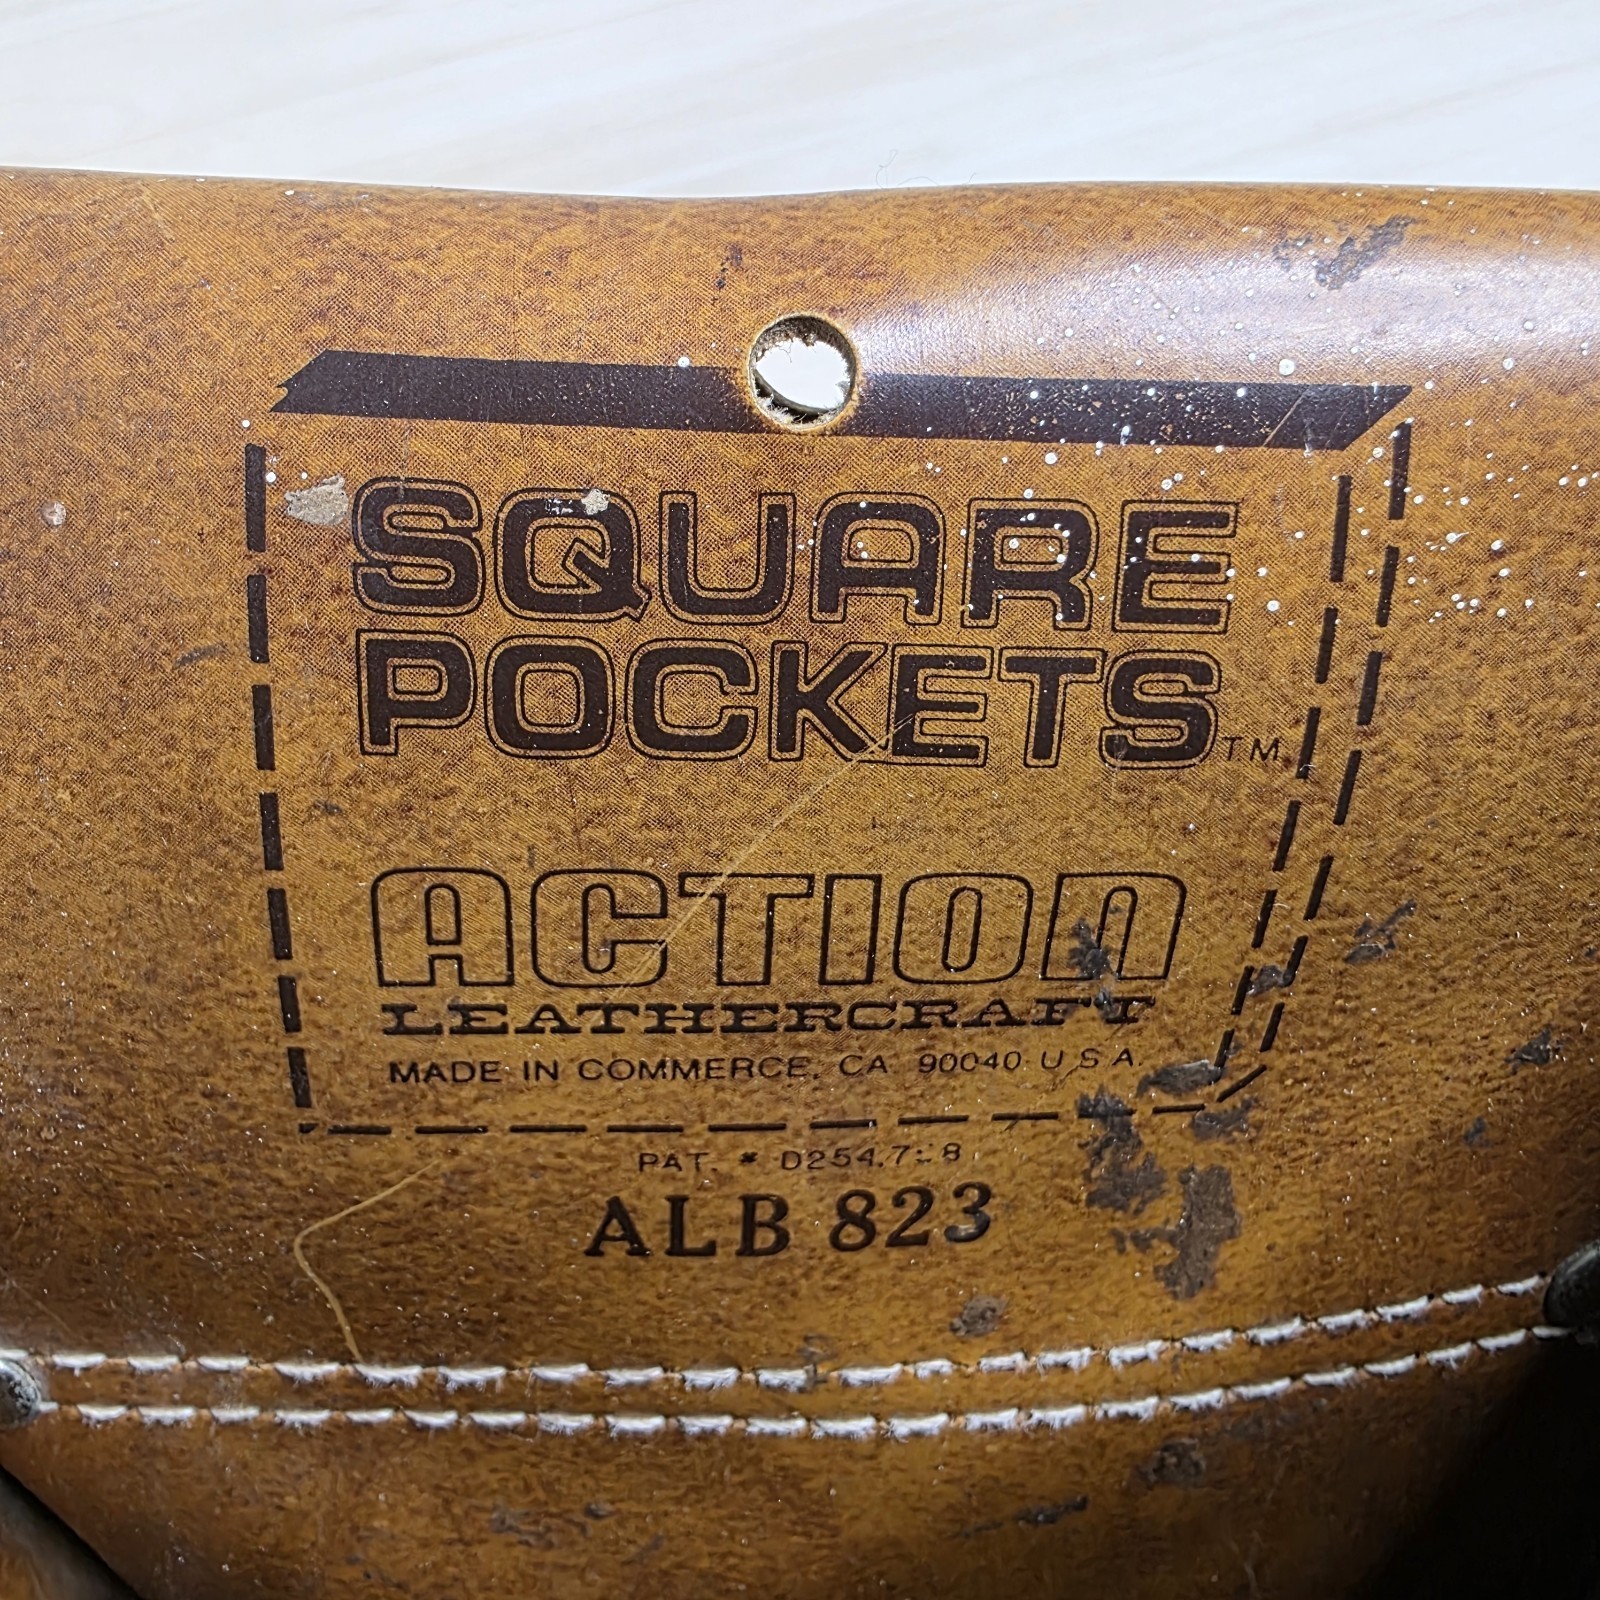 SQUARE
POCKETS TM
ACTION
LEATHERCRAFT
MADE IN COMMERCE, CA 90040 U.S.A.
PAT. #
ALB 823